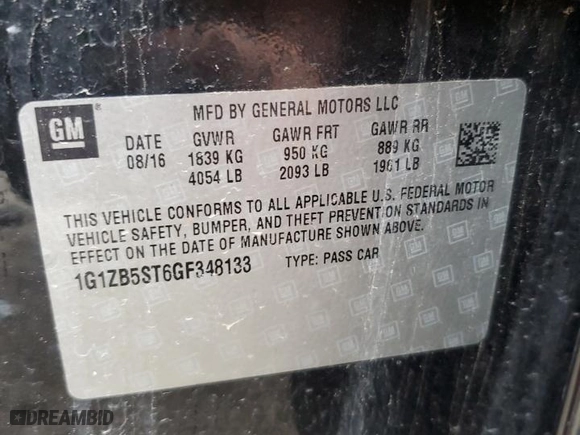 GM
MFD BY GENERAL MOTORS LLC
DATE GVWR GAWR FRT GAWR RR
08/16 1839 KG 950 KG 889 KG
4054 LB 2093 LB 1961 LB
THIS VEHICLE CONFORMS TO ALL APPLICABLE U.S. FEDERAL MOTOR
VEHICLE SAFETY, BUMPER, AND THEFT PREVENTION STANDARDS IN
EFFECT ON THE DATE OF MANUFACTURE SHOWN ABOVE.
1G1ZB5ST6GF348133 TYPE: PASS CAR
DREAMBID